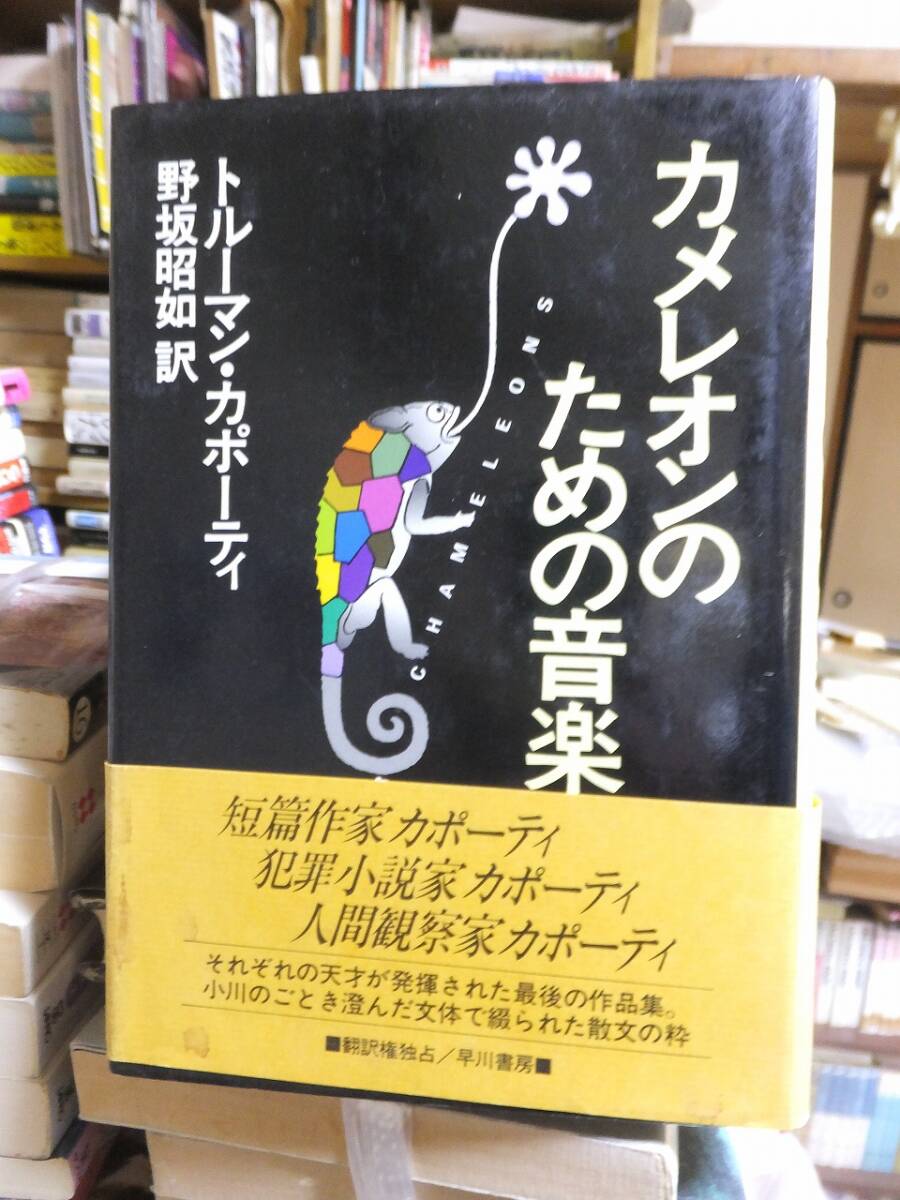 カメレオンの
ための音楽
CHAMELEONS
トルーマン・カポーティ
野坂昭如 訳
短篇作家カポーティ
犯罪小説家カポーティ
人間観察家カポーティ
それぞれの天才が発揮された最後の作品集。
小川のごとき澄んだ文体で綴られた散文の粋
■翻訳権独占／早川書房■